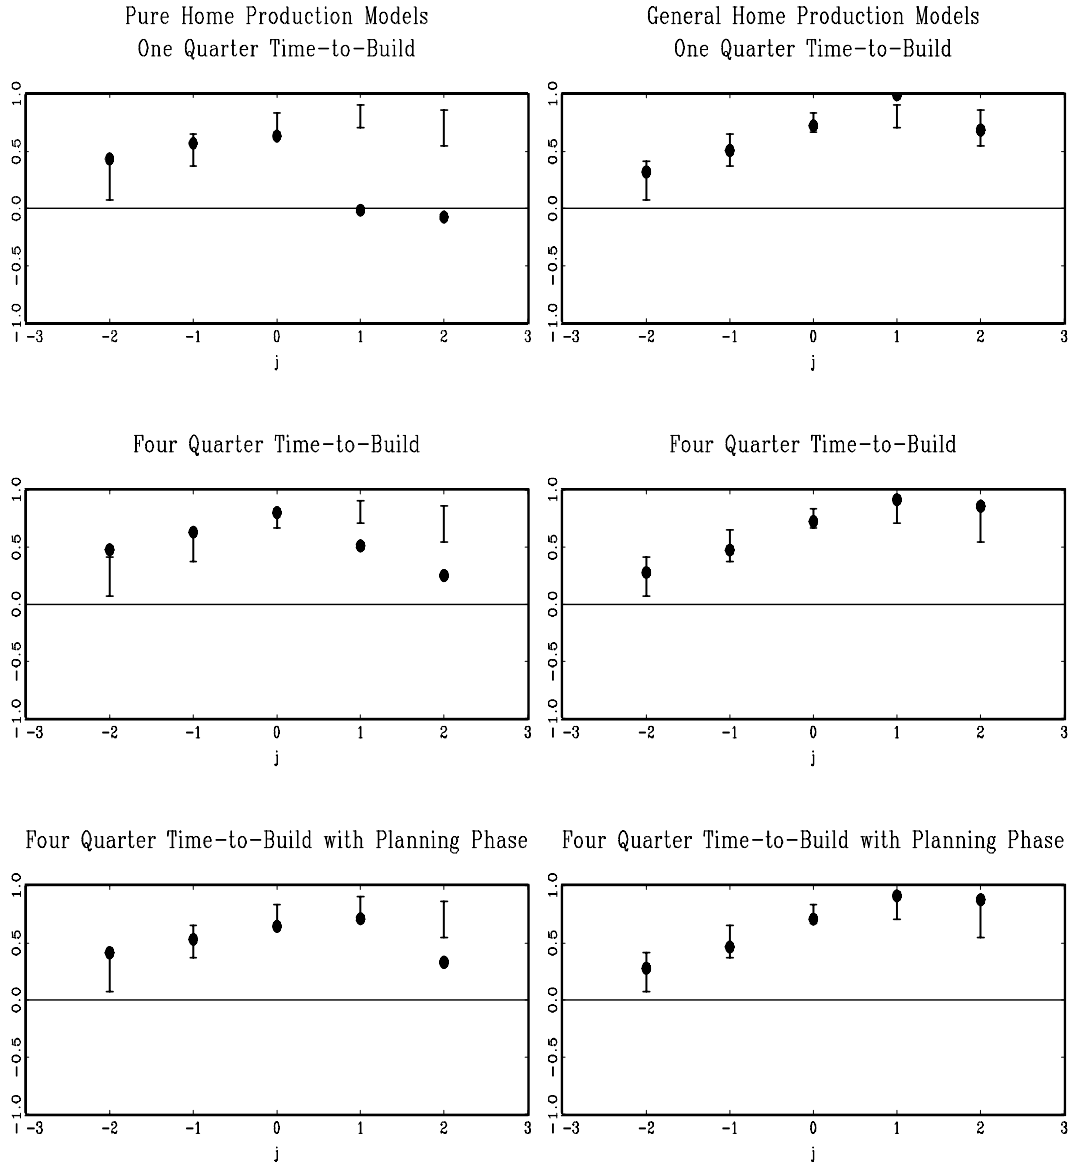 Pure Home Production Models
One Quarter Time-to-Build
1.0
0.5
0.0
-0.5
-1.0
-3 -2 -1 0 1 2 3
j
General Home Production Models
One Quarter Time-to-Build
1.0
0.5
0.0
-0.5
-1.0
-3 -2 -1 0 1 2 3
j
Four Quarter Time-to-Build
1.0
0.5
0.0
-0.5
-1.0
-3 -2 -1 0 1 2 3
j
Four Quarter Time-to-Build
1.0
0.5
0.0
-0.5
-1.0
-3 -2 -1 0 1 2 3
j
Four Quarter Time-to-Build with Planning Phase
1.0
0.5
0.0
-0.5
-1.0
-3 -2 -1 0 1 2 3
j
Four Quarter Time-to-Build with Planning Phase
1.0
0.5
0.0
-0.5
-1.0
-3 -2 -1 0 1 2 3
j